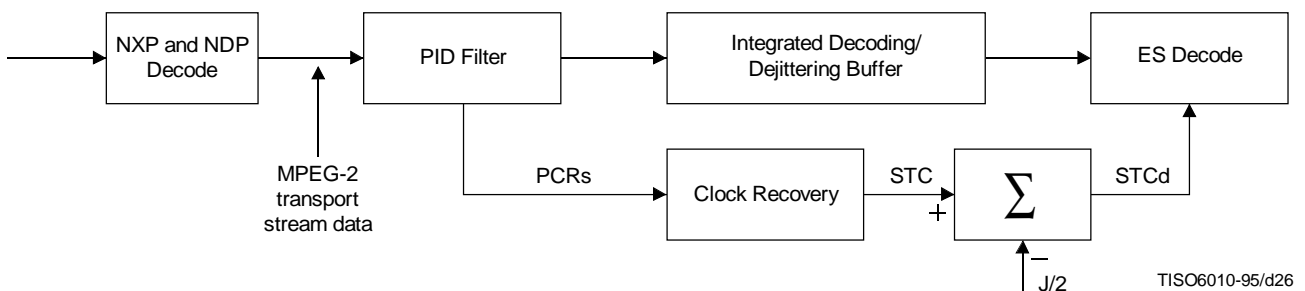 NXP and NDP
Decode
PID Filter
Integrated Decoding/
Dejittering Buffer
ES Decode
MPEG-2
transport
stream data
PCRs
Clock Recovery
STC
+
∑
STCd
–
J/2
TISO6010-95/d26